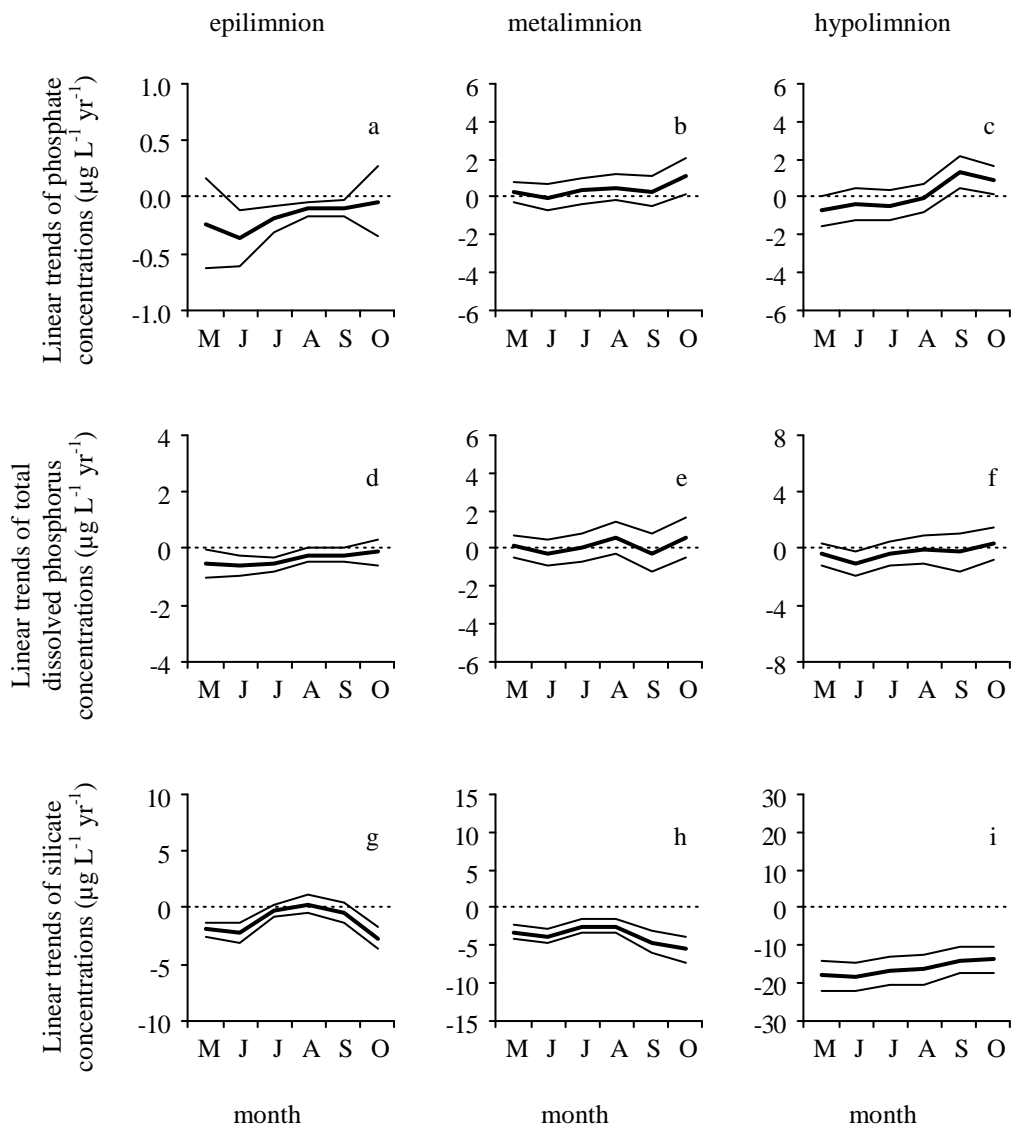 epilimnion metalimnion hypolimnion
Linear trends of phosphate
concentrations (µg L-1 yr-1)
1.0
0.5
0.0
-0.5
-1.0
a
M J J A S O
6
4
2
0
-2
-4
-6
b
M J J A S O
6
4
2
0
-2
-4
-6
c
M J J A S O
Linear trends of total
dissolved phosphorus
concentrations (µg L-1 yr-1)
4
2
0
-2
-4
d
M J J A S O
6
4
2
0
-2
-4
-6
e
M J J A S O
8
4
0
-4
-8
f
M J J A S O
Linear trends of silicate
concentrations (µg L-1 yr-1)
10
5
0
-5
-10
g
M J J A S O
15
10
5
0
-5
-10
-15
h
M J J A S O
30
20
10
0
-10
-20
-30
i
M J J A S O
month month month